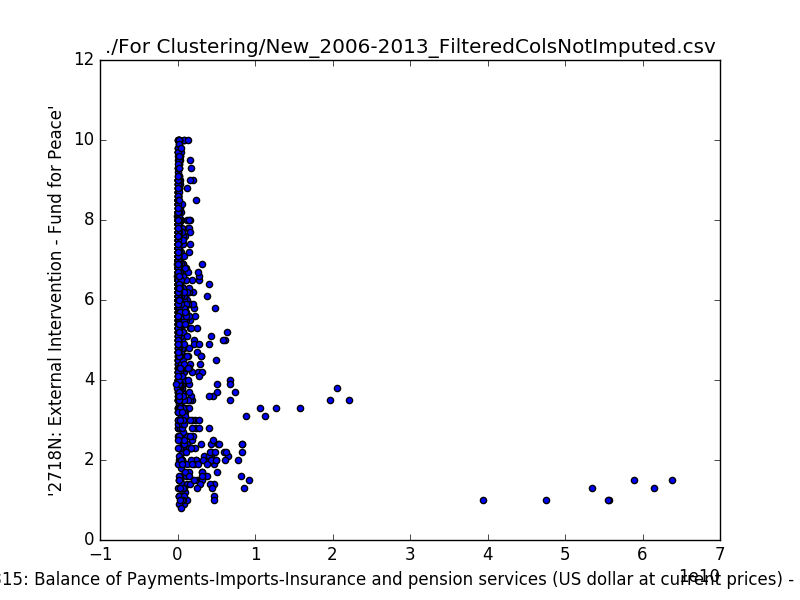 ./For Clustering/New_2006-2013_FilteredColsNotImputed.csv
12
10
8
6
4
2
0
'2718N: External Intervention - Fund for Peace'
−1 0 1 2 3 4 5 6 7
1e10
815: Balance of Payments-Imports-Insurance and pension services (US dollar at current prices) -